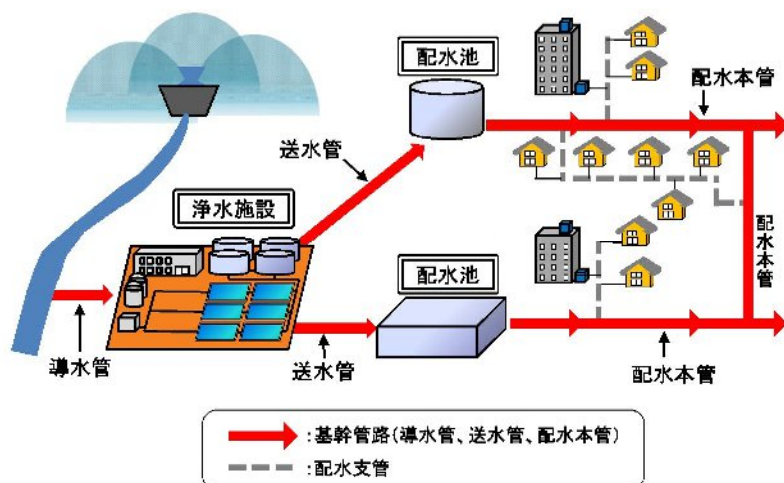 配水池
配水本管
送水管
浄水施設
配水池
配水本管
導水管
送水管
配水本管
:基幹管路(導水管、送水管、配水本管)
:配水支管